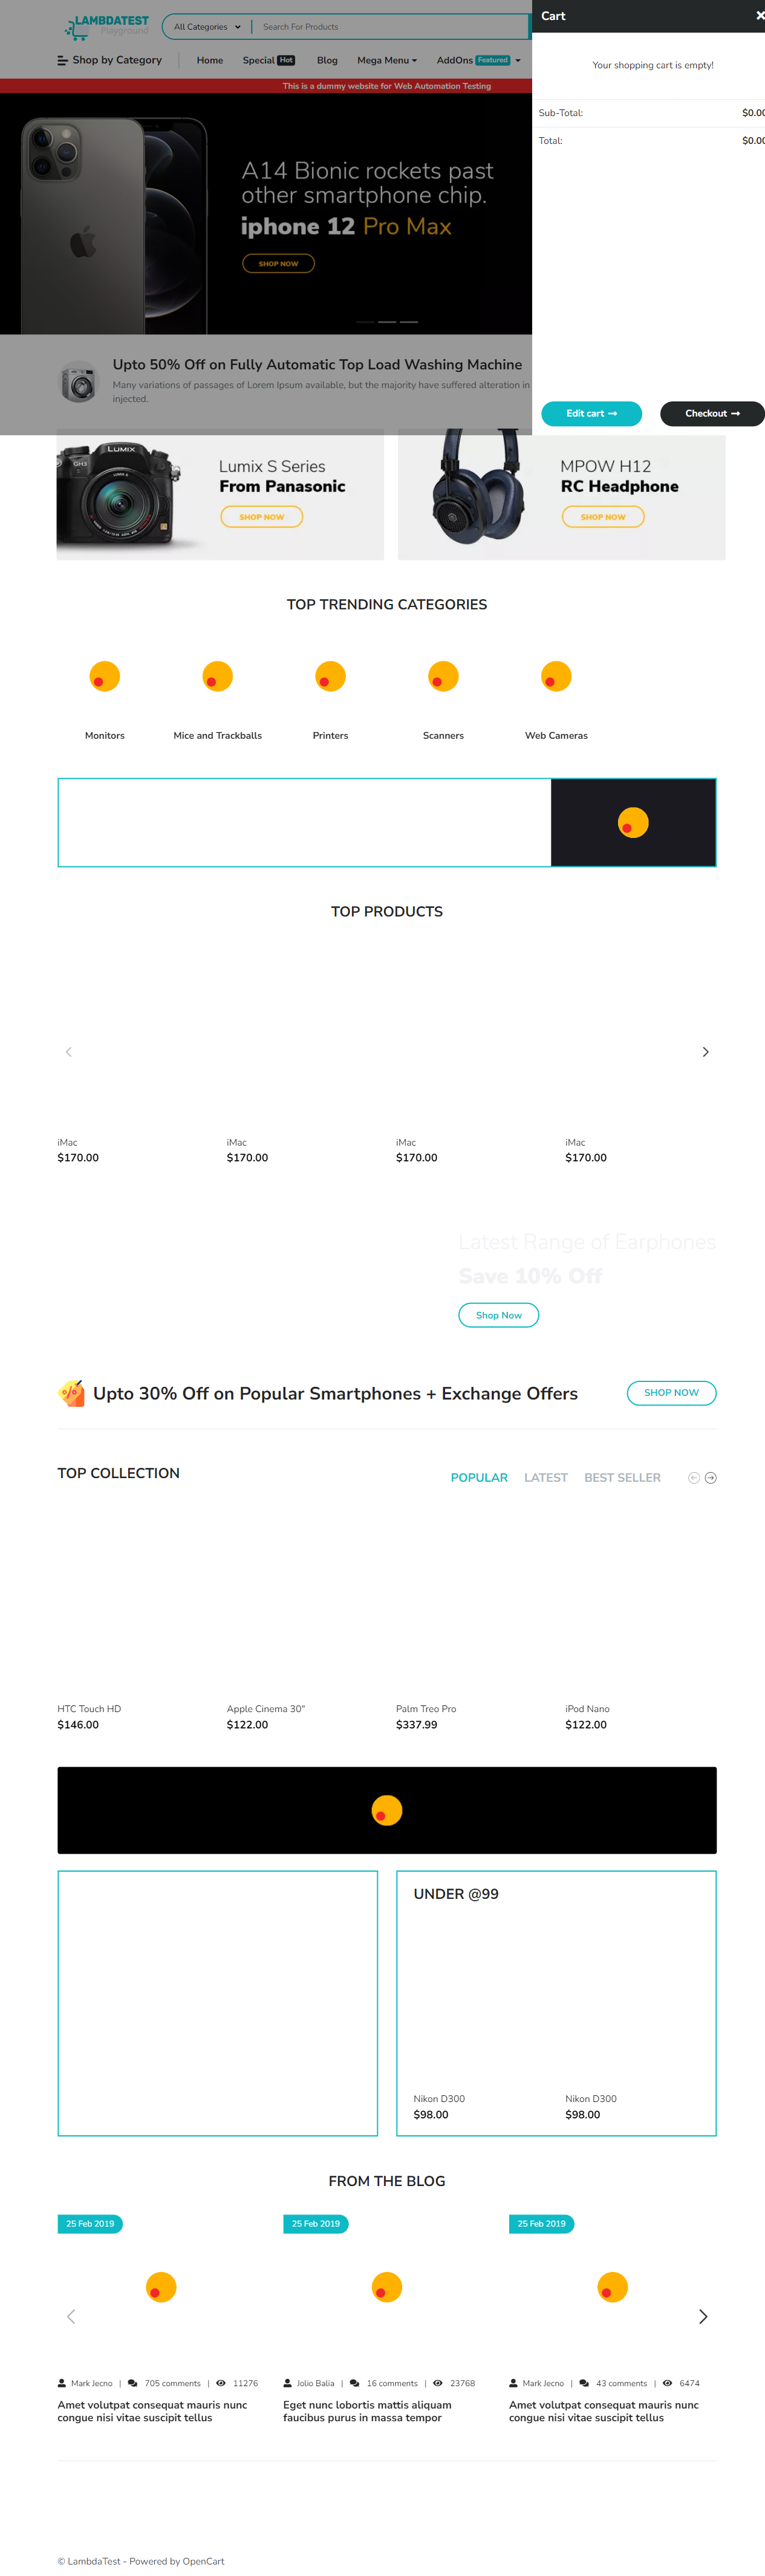 LAMBDATEST
Playground
All Categories
Search For Products
Shop by Category
Home
Special Hot
Blog
Mega Menu
AddOns Featured
This is a dummy website for Web Automation Testing
A14 Bionic rockets past
other smartphone chip.
iphone 12 Pro Max
SHOP NOW
Upto 50% Off on Fully Automatic Top Load Washing Machine
Many variations of passages of Lorem Ipsum available, but the majority have suffered alteration in
injected.
Cart
Your shopping cart is empty!
Sub-Total:
Total:
Edit cart
Checkout
LUMIX
GH3
Lumix S Series
From Panasonic
SHOP NOW
MPOW H12
RC Headphone
SHOP NOW
TOP TRENDING CATEGORIES
Monitors
Mice and Trackballs
Printers
Scanners
Web Cameras
TOP PRODUCTS
iMac
$170.00
iMac
$170.00
iMac
$170.00
iMac
$170.00
Latest Range of Earphones
Save 10% Off
Shop Now
Upto 30% Off on Popular Smartphones + Exchange Offers
SHOP NOW
TOP COLLECTION
POPULAR
LATEST
BEST SELLER
HTC Touch HD
$146.00
Apple Cinema 30"
$122.00
Palm Treo Pro
$337.99
iPod Nano
$122.00
UNDER @99
Nikon D300
$98.00
Nikon D300
$98.00
FROM THE BLOG
25 Feb 2019
25 Feb 2019
25 Feb 2019
Mark Jecno | 705 comments | 11276
Amet volutpat consequat mauris nunc
congue nisi vitae suscipit tellus
Jolio Balia | 16 comments | 23768
Eget nunc lobortis mattis aliquam
faucibus purus in massa tempor
Mark Jecno | 43 comments | 6474
Amet volutpat consequat mauris nunc
congue nisi vitae suscipit tellus
© LambdaTest - Powered by OpenCart